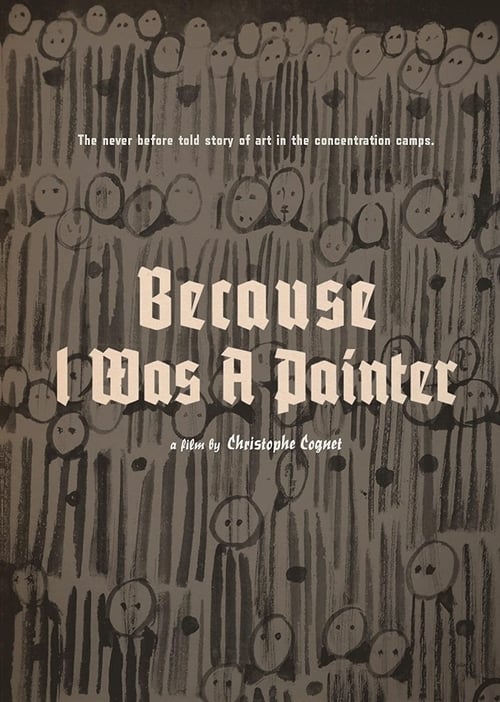 The never before told story of art in the concentration camps.
Because
I Was A Painter
a film by Christophe Cognet